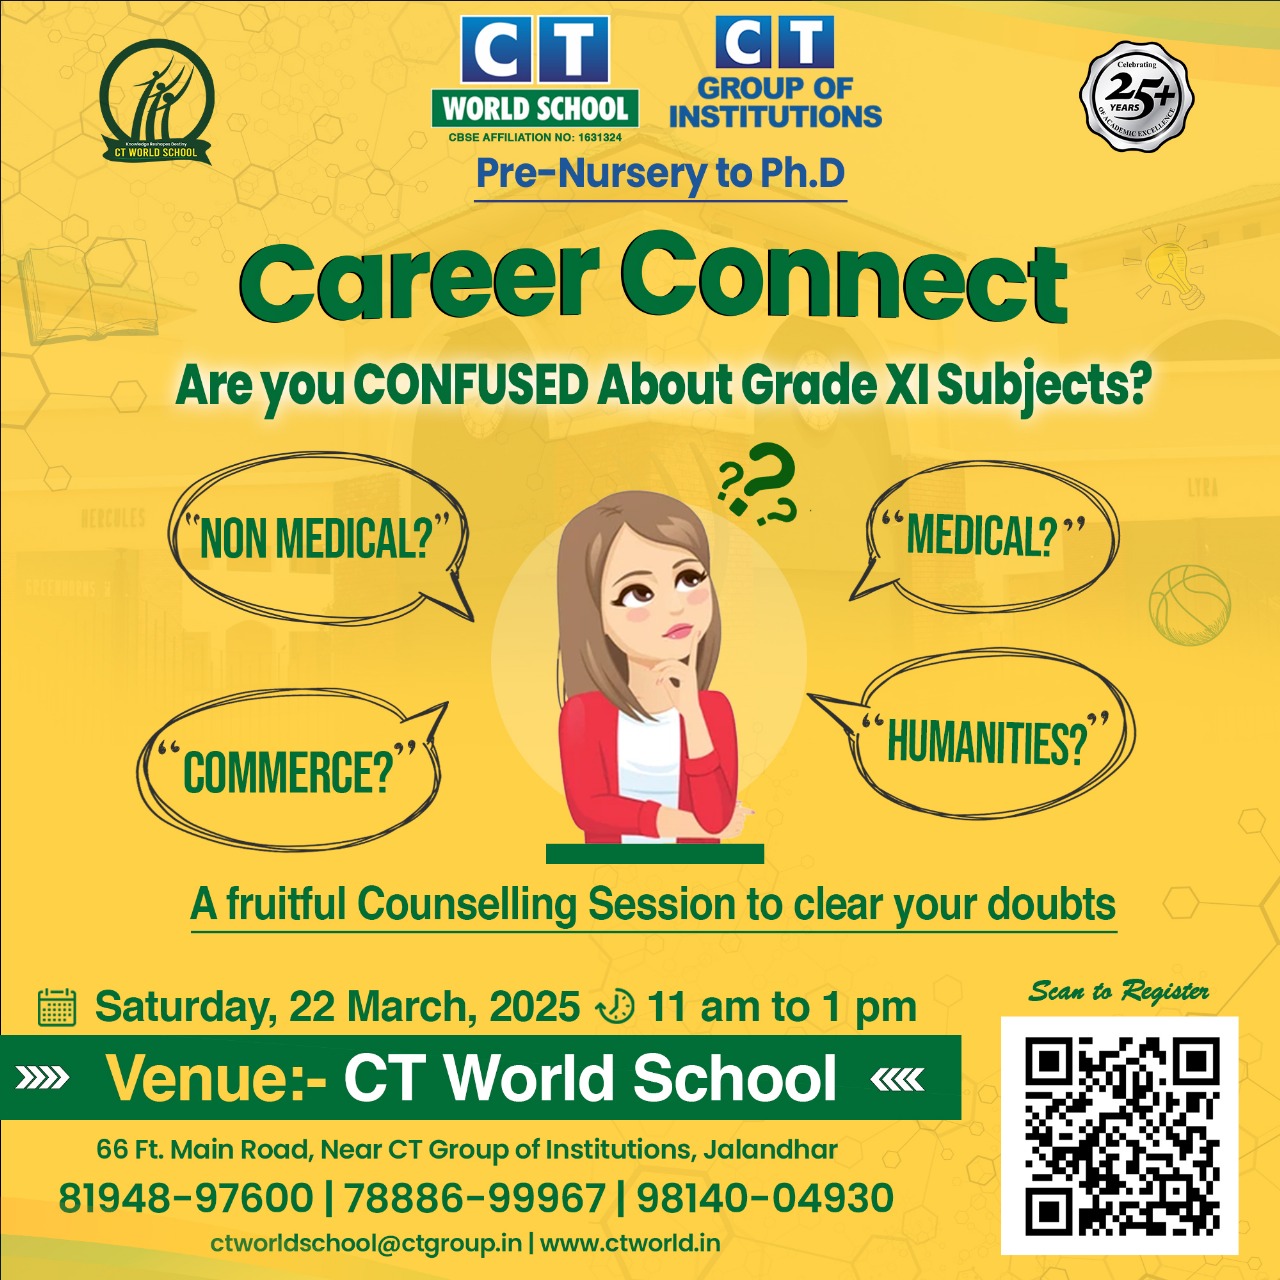 CT
WORLD SCHOOL
CBSE AFFILIATION NO: 1631324
CT
GROUP OF
INSTITUTIONS
Knowledge Reshapes Destiny
CT WORLD SCHOOL
Celebrating
25+
YEARS
OF ACADEMIC EXCELLENCE
Pre-Nursery to Ph.D
Career Connect
Are you CONFUSED About Grade XI Subjects?
???
“NON MEDICAL?”
“MEDICAL?”
“COMMERCE?”
“HUMANITIES?”
HERCULES
LYRA
A fruitful Counselling Session to clear your doubts
Saturday, 22 March, 2025 11 am to 1 pm
Scan to Register
Venue:- CT World School
66 Ft. Main Road, Near CT Group of Institutions, Jalandhar
81948-97600 | 78886-99967 | 98140-04930
ctworldschool@ctgroup.in | www.ctworld.in